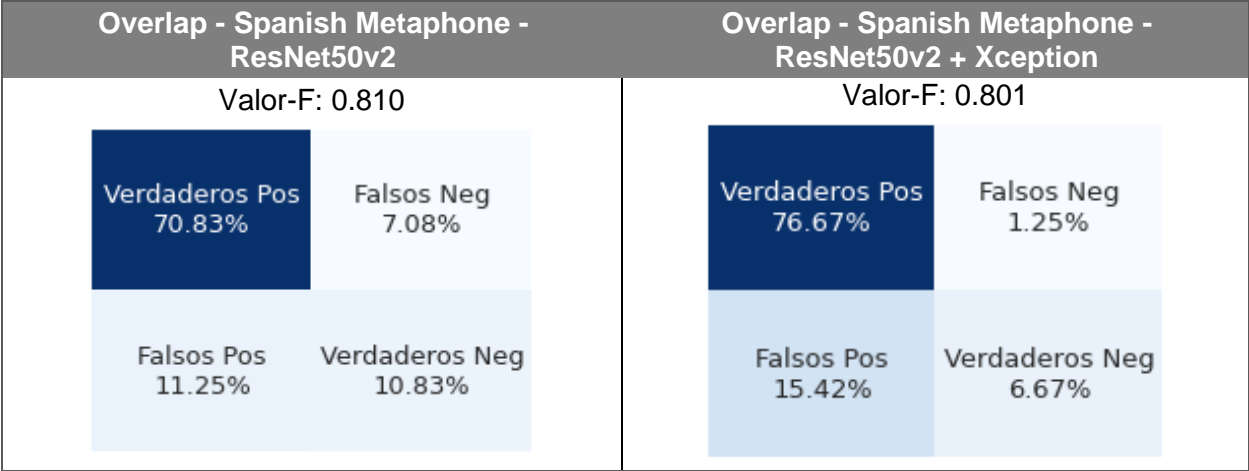 Overlap - Spanish Metaphone -
ResNet50v2
Overlap - Spanish Metaphone -
ResNet50v2 + Xception
Valor-F: 0.810
Verdaderos Pos
70.83%
Falsos Neg
7.08%
Falsos Pos
11.25%
Verdaderos Neg
10.83%
Valor-F: 0.801
Verdaderos Pos
76.67%
Falsos Neg
1.25%
Falsos Pos
15.42%
Verdaderos Neg
6.67%